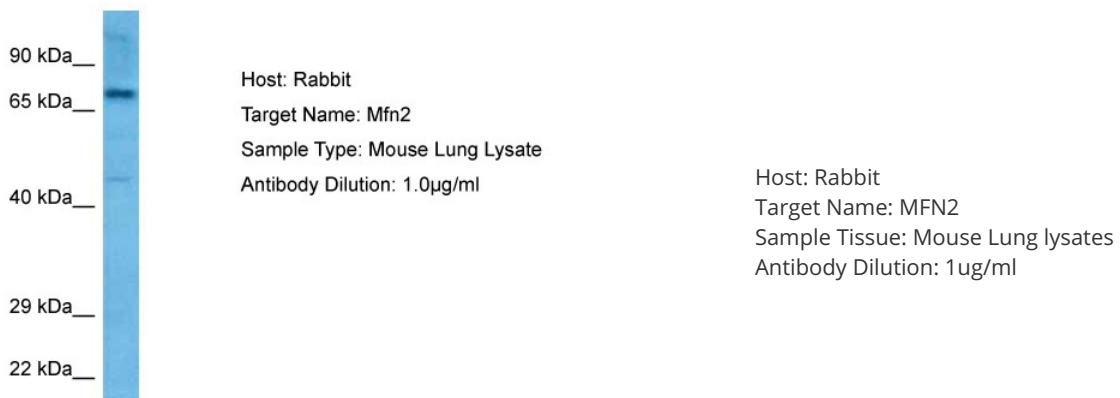 90 kDa__
65 kDa__
40 kDa__
29 kDa__
22 kDa__
Host: Rabbit
Target Name: Mfn2
Sample Type: Mouse Lung Lysate
Antibody Dilution: 1.0µg/ml
Host: Rabbit
Target Name: MFN2
Sample Tissue: Mouse Lung lysates
Antibody Dilution: 1ug/ml